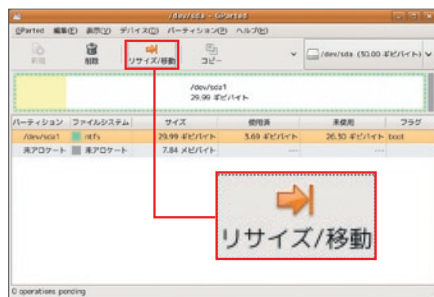 /dev/sda - GParted
GParted 編集(E) 表示(V) デバイス(D) パーティション(P) ヘルプ(H)
新規 削除 リサイズ/移動 コピー /dev/sda (30.00 ギビバイト)
/dev/sda1
29.99 ギビバイト
パーティション ファイルシステム サイズ 使用済 未使用 フラグ
/dev/sda1 ntfs 29.99 ギビバイト 3.69 ギビバイト 26.30 ギビバイト boot
未アロケート 未アロケート 7.84 メビバイト --- ---
リサイズ/移動
0 operations pending